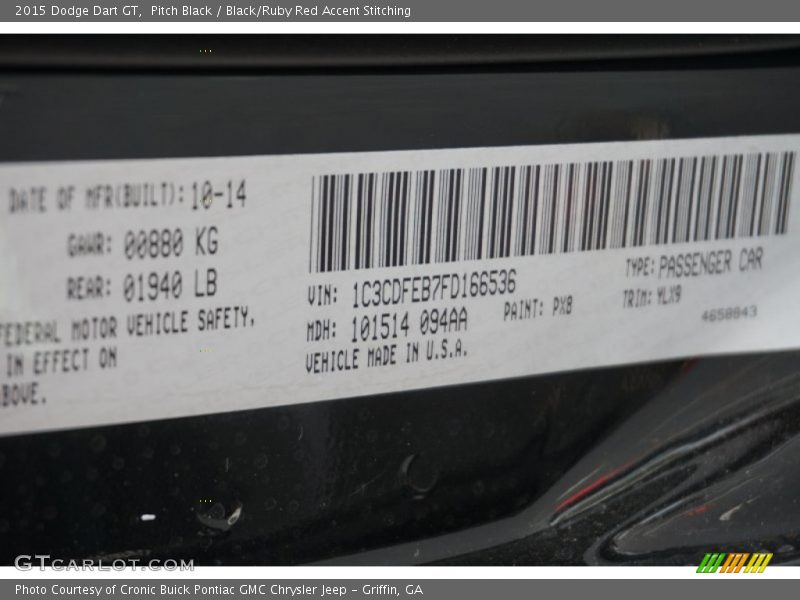 2015 Dodge Dart GT,  Pitch Black / Black/Ruby Red Accent Stitching
DATE OF MFR(BUILT): 10-14
GAWR: 00880 KG
REAR: 01940 LB
FEDERAL MOTOR VEHICLE SAFETY,
IN EFFECT ON
ABOVE.
VIN: 1C3CDFEB7FD166536
MDH: 101514 094AA
VEHICLE MADE IN U.S.A.
PAINT: PX8
TYPE: PASSENGER CAR
TRIM: YLX9
4658843
GTCARLOT.COM
Photo Courtesy of Cronic Buick Pontiac GMC Chrysler Jeep - Griffin, GA